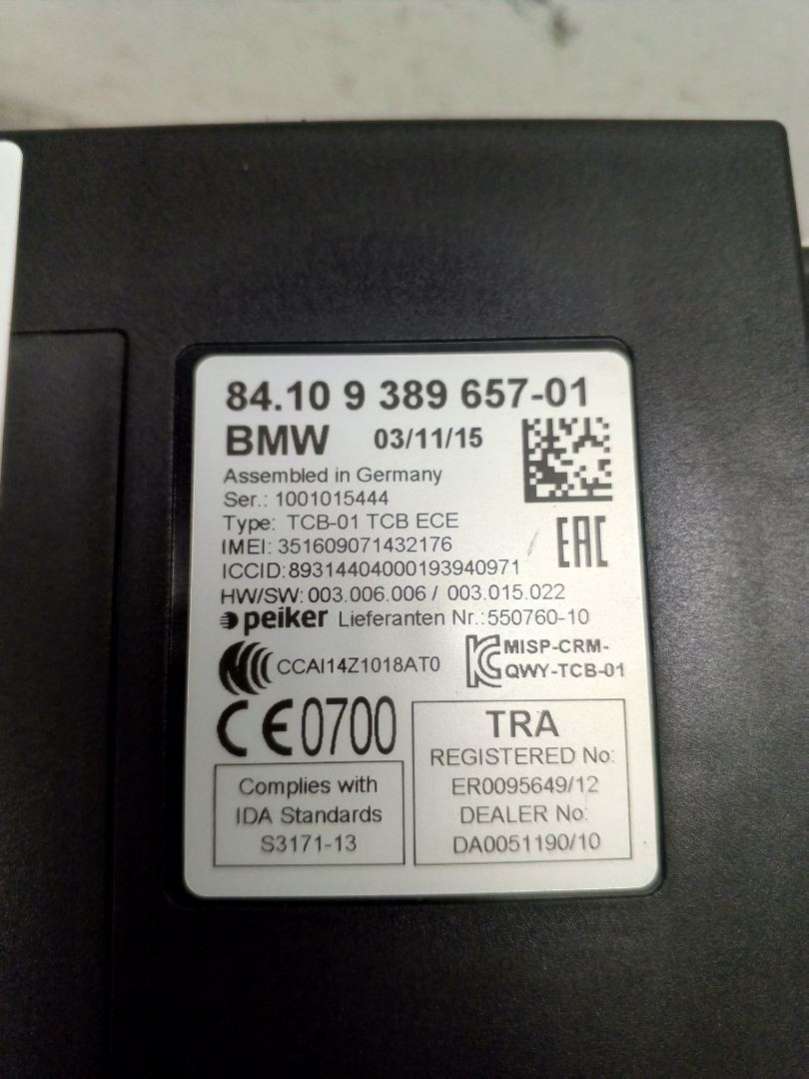 84.10 9 389 657-01
BMW 03/11/15
Assembled in Germany
Ser.: 1001015444
Type: TCB-01 TCB ECE
IMEI: 351609071432176
EAC
ICCID:89314404000193940971
HW/SW: 003.006.006 / 003.015.022
peiker Lieferanten Nr.:550760-10
CCAI14Z1018AT0
MISP-CRM-
QWY-TCB-01
CE0700
Complies with
IDA Standards
S3171-13
TRA
REGISTERED No:
ER0095649/12
DEALER No:
DA0051190/10